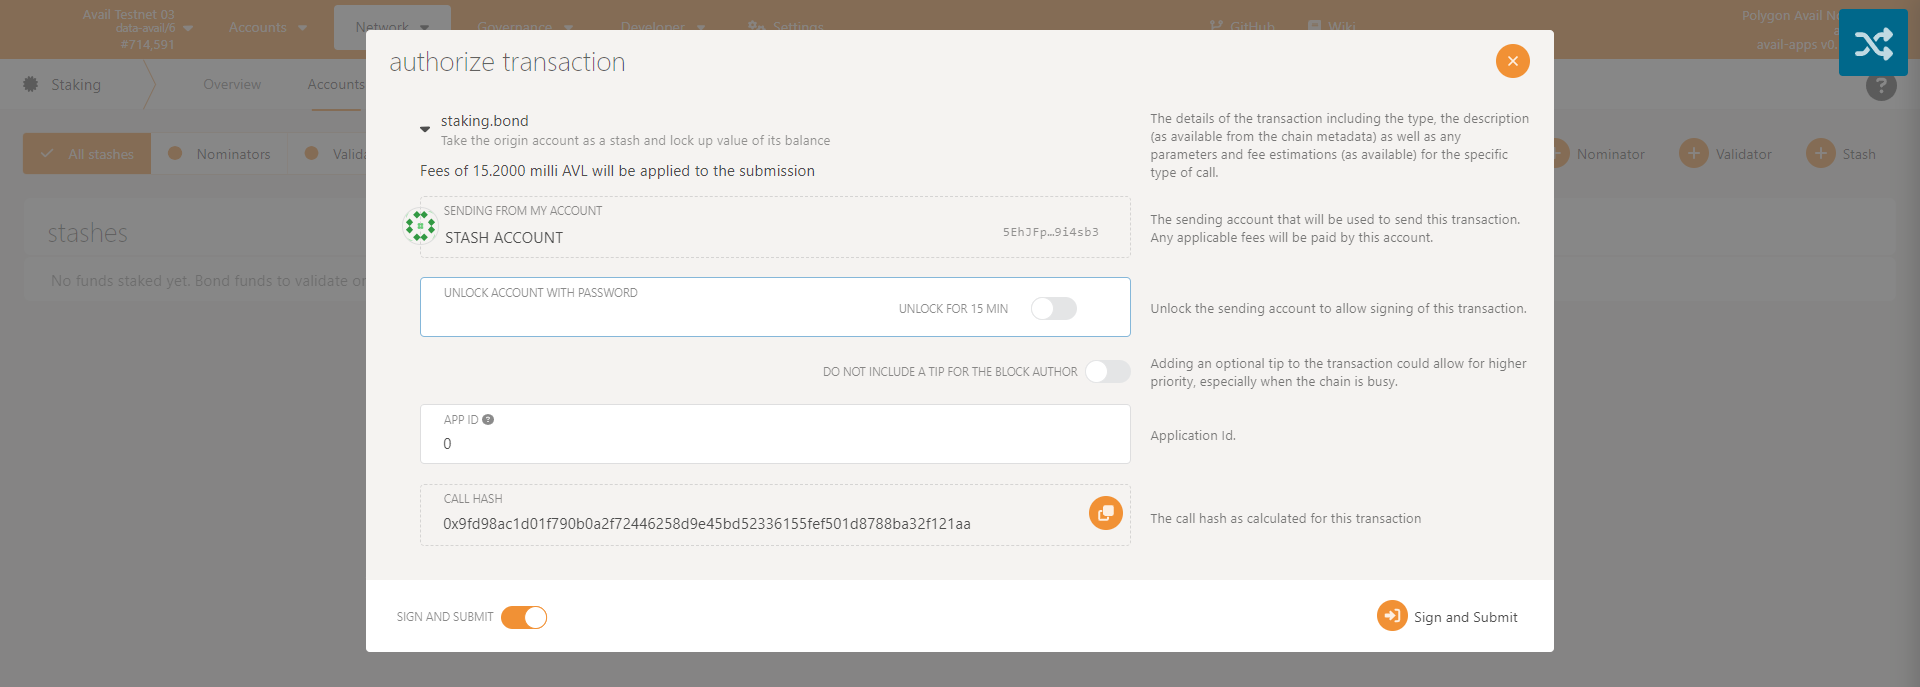 Avail Testnet 03
data-avail/6
#714,591
Accounts
Network
Governance
Developer
Settings
GitHub
Wiki
Polygon Avail
avail-apps v0.
Staking
Overview
Accounts
All stashes
Nominators
Nominator
Validator
Stash
stashes
No funds staked yet. Bond funds to validate or
authorize transaction
staking.bond
Take the origin account as a stash and lock up value of its balance
Fees of 15.2000 milli AVL will be applied to the submission
The details of the transaction including the type, the description
(as available from the chain metadata) as well as any
parameters and fee estimations (as available) for the specific
type of call.
SENDING FROM MY ACCOUNT
STASH ACCOUNT
5EhJFp…9i4sb3
The sending account that will be used to send this transaction.
Any applicable fees will be paid by this account.
UNLOCK ACCOUNT WITH PASSWORD
UNLOCK FOR 15 MIN
Unlock the sending account to allow signing of this transaction.
DO NOT INCLUDE A TIP FOR THE BLOCK AUTHOR
Adding an optional tip to the transaction could allow for higher
priority, especially when the chain is busy.
APP ID ?
0
Application Id.
CALL HASH
0x9fd98ac1d01f790b0a2f72446258d9e45bd52336155fef501d8788ba32f121aa
The call hash as calculated for this transaction
SIGN AND SUBMIT
Sign and Submit